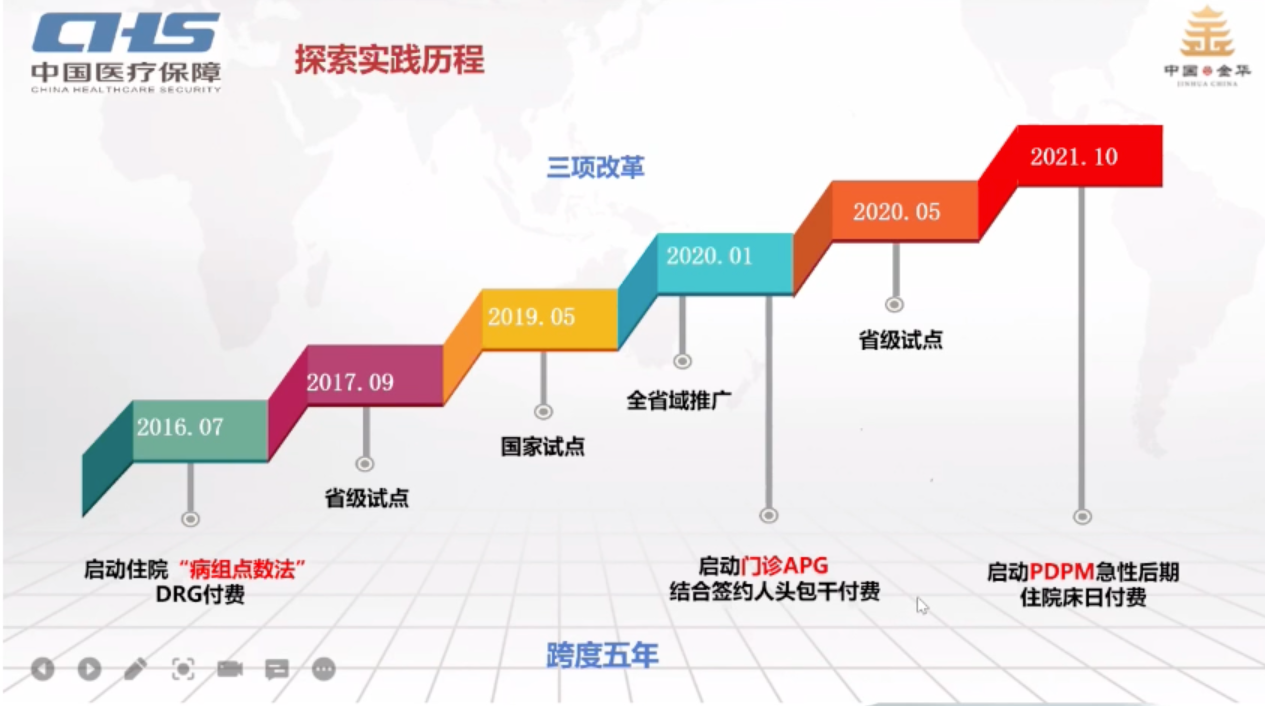 CHS
中国医疗保障
CHINA HEALTHCARE SECURITY
探索实践历程
金
中国金华
JINHUA CHINA
三项改革
2021.10
2020.05
2020.01
2019.05
2017.09
2016.07
省级试点
全省域推广
国家试点
省级试点
启动住院“病组点数法”
DRG付费
启动门诊APG
结合签约人头包干付费
启动PDPM急性后期
住院床日付费
跨度五年